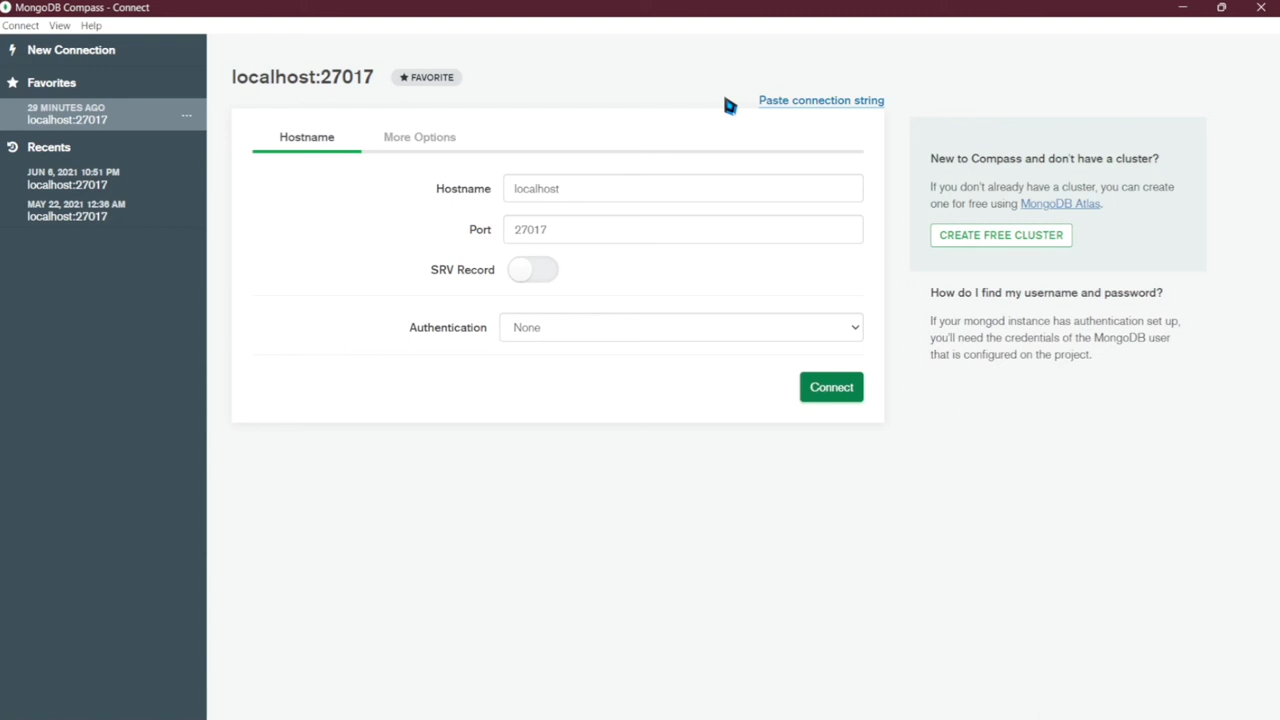 MongoDB Compass - Connect
Connect View Help
New Connection
Favorites
29 MINUTES AGO
localhost:27017
...
Recents
JUN 6, 2021 10:51 PM
localhost:27017
MAY 22, 2021 12:36 AM
localhost:27017
localhost:27017
FAVORITE
Paste connection string
Hostname
More Options
Hostname
localhost
Port
27017
SRV Record
Authentication
None
Connect
New to Compass and don't have a cluster?
If you don't already have a cluster, you can create
one for free using MongoDB Atlas.
CREATE FREE CLUSTER
How do I find my username and password?
If your mongod instance has authentication set up,
you'll need the credentials of the MongoDB user
that is configured on the project.